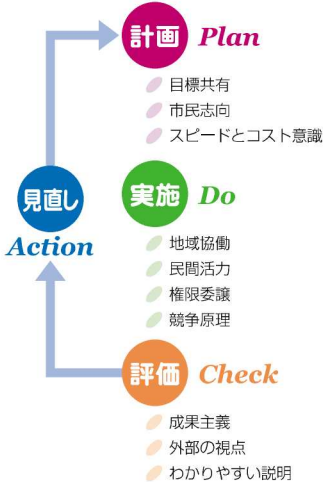 計画 Plan
目標共有
市民志向
スピードとコスト意識
見直し
Action
実施 Do
地域協働
民間活力
権限委譲
競争原理
評価 Check
成果主義
外部の視点
わかりやすい説明